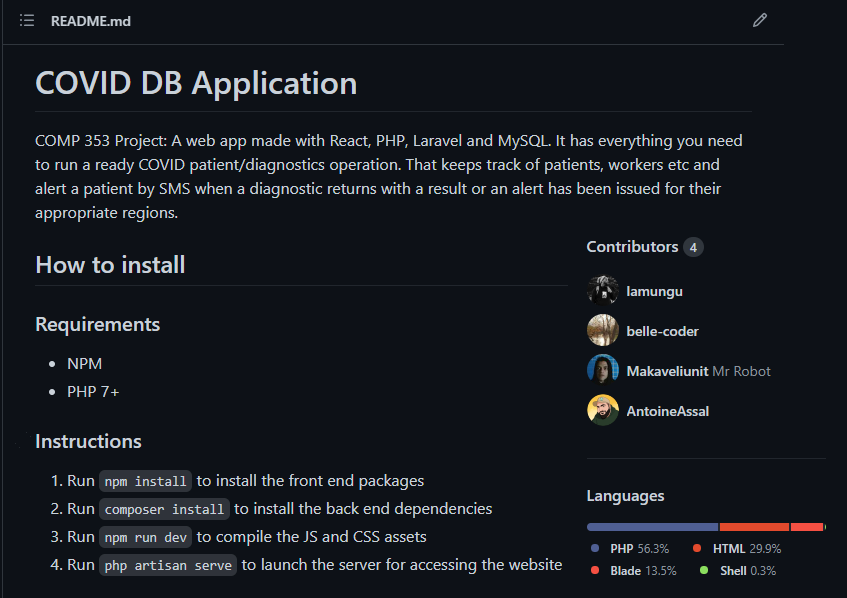 README.md
COVID DB Application
COMP 353 Project: A web app made with React, PHP, Laravel and MySQL. It has everything you need
to run a ready COVID patient/diagnostics operation. That keeps track of patients, workers etc and
alert a patient by SMS when a diagnostic returns with a result or an alert has been issued for their
appropriate regions.
How to install
Requirements
NPM
PHP 7+
Instructions
1. Run npm install to install the front end packages
2. Run composer install to install the back end dependencies
3. Run npm run dev to compile the JS and CSS assets
4. Run php artisan serve to launch the server for accessing the website
Contributors 4
lamungu
belle-coder
Makaveliunit Mr Robot
AntoineAssal
Languages
PHP 56.3% HTML 29.9%
Blade 13.5% Shell 0.3%